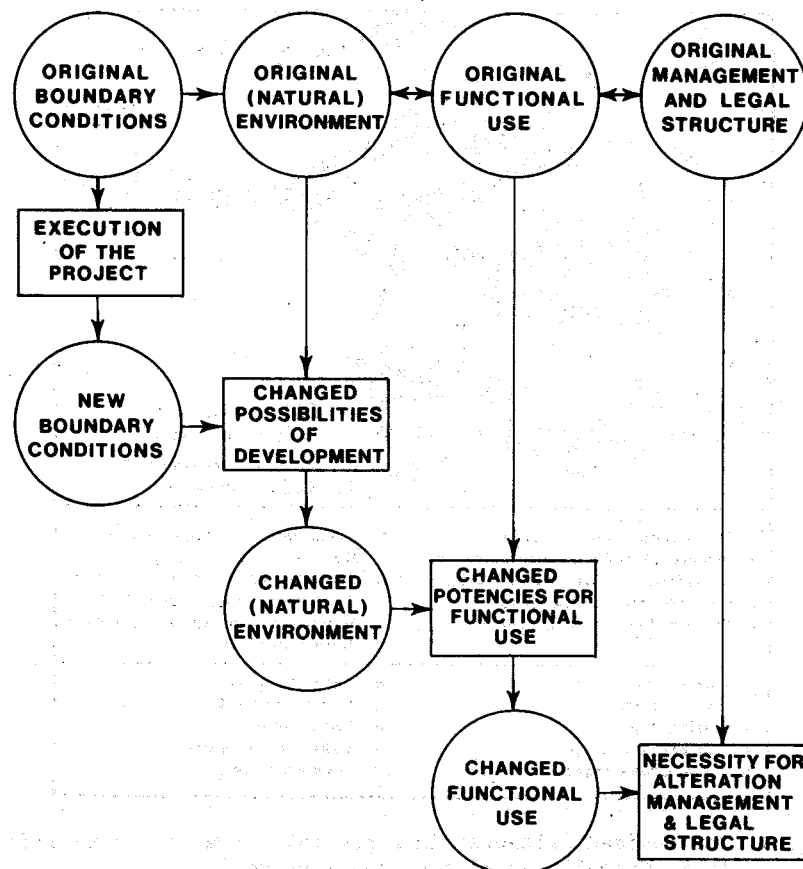 ORIGINAL
BOUNDARY
CONDITIONS
ORIGINAL
(NATURAL)
ENVIRONMENT
ORIGINAL
FUNCTIONAL
USE
ORIGINAL
MANAGEMENT
AND LEGAL
STRUCTURE
EXECUTION
OF THE
PROJECT
NEW
BOUNDARY
CONDITIONS
CHANGED
POSSIBILITIES
OF
DEVELOPMENT
CHANGED
(NATURAL)
ENVIRONMENT
CHANGED
POTENCIES FOR
FUNCTIONAL
USE
CHANGED
FUNCTIONAL
USE
NECESSITY FOR
ALTERATION
MANAGEMENT
& LEGAL
STRUCTURE